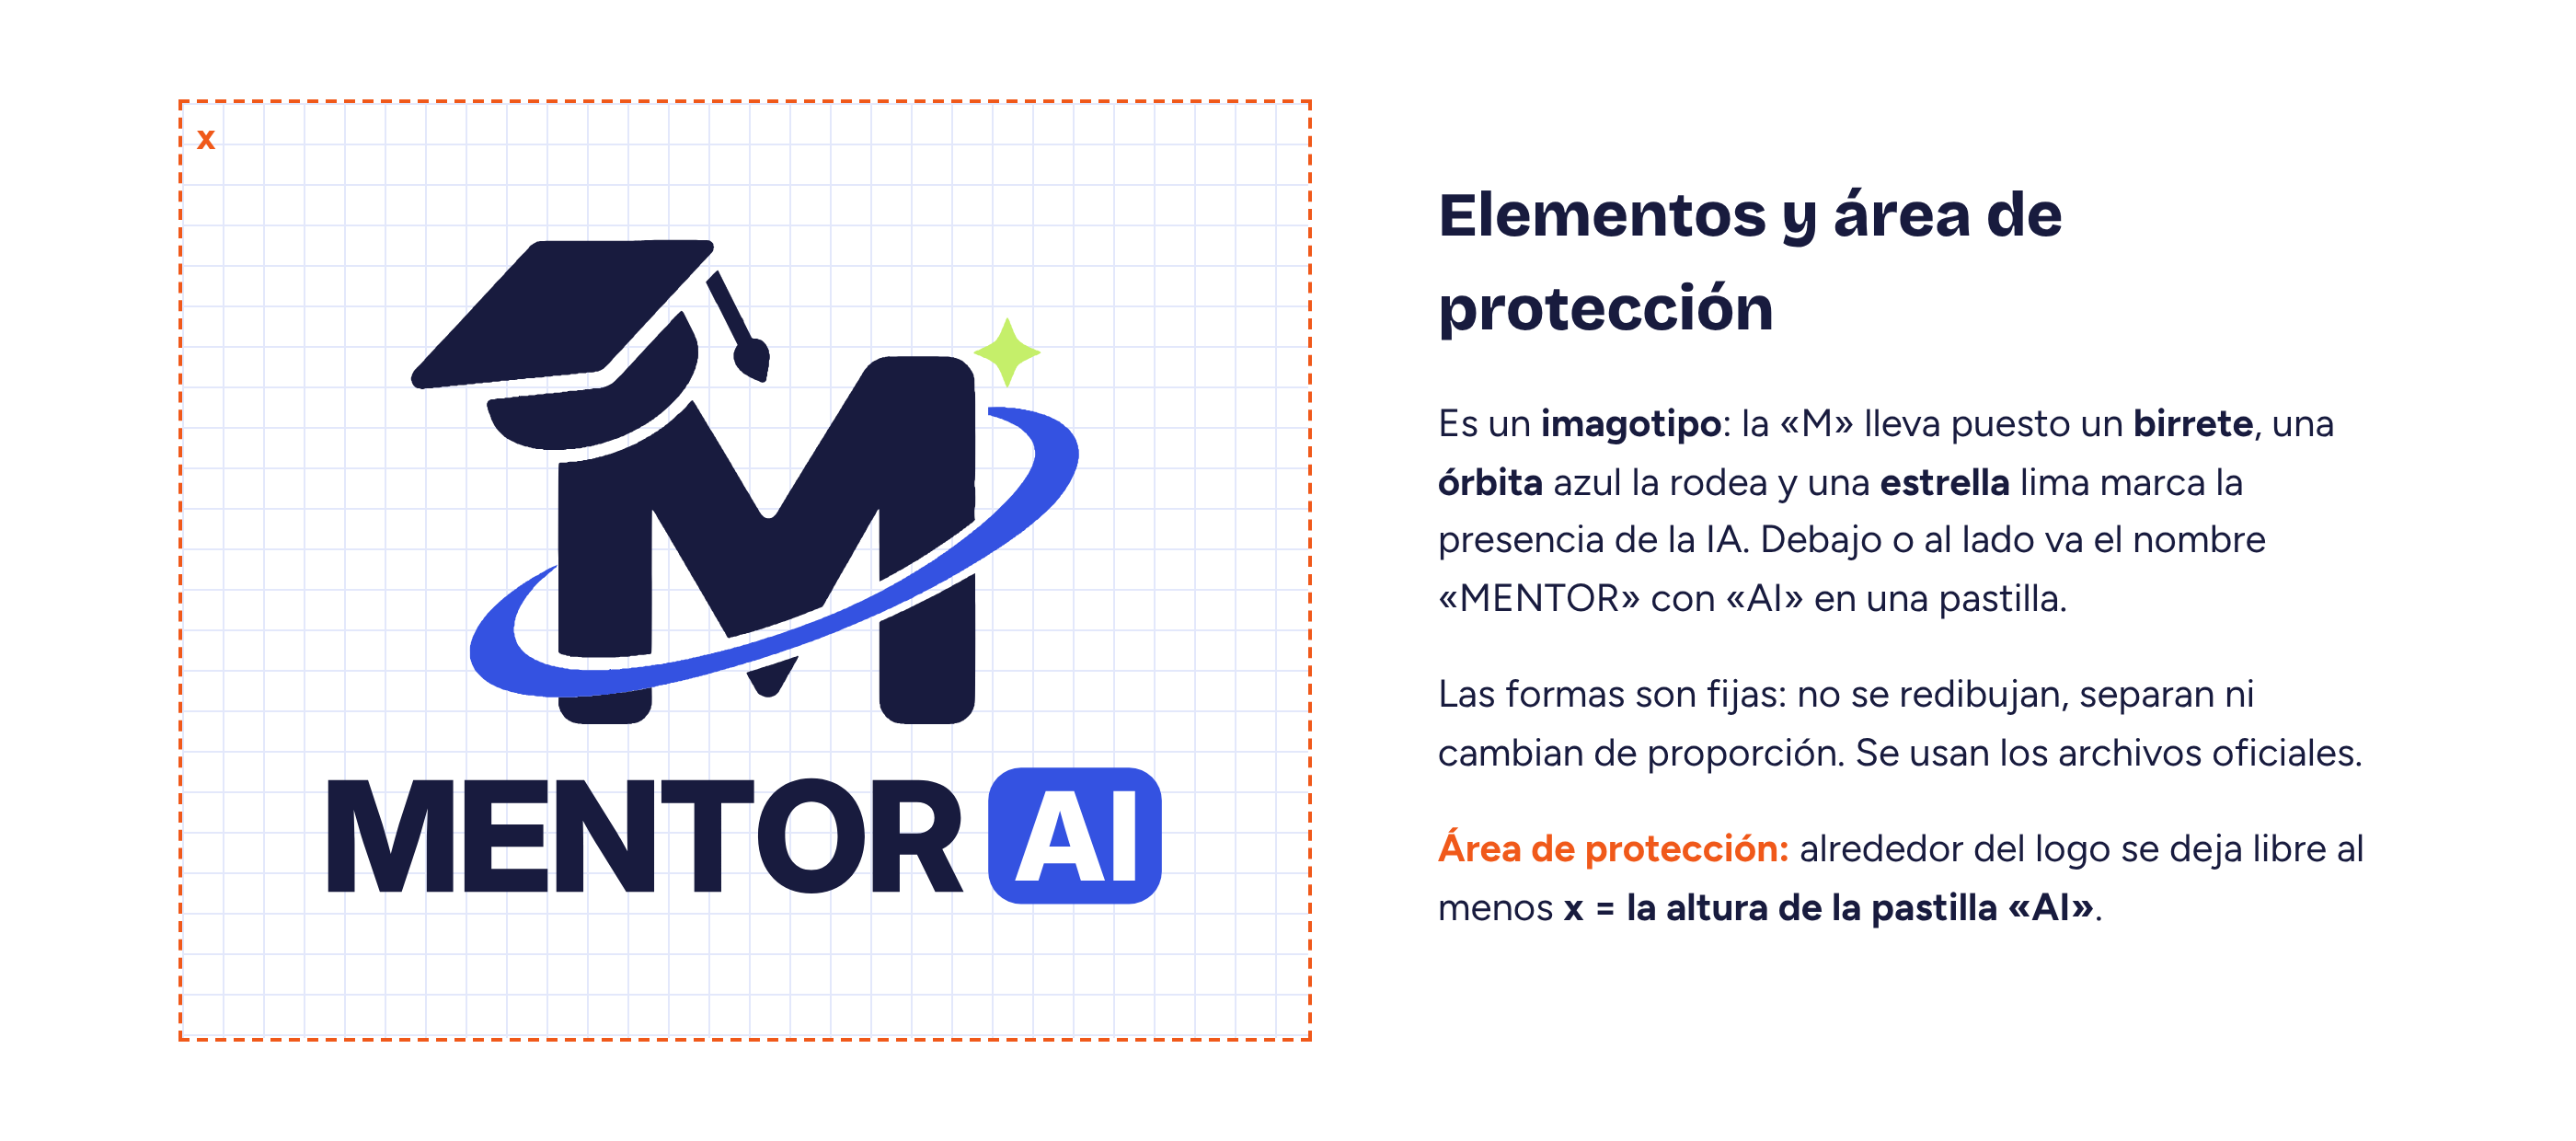 x
MENTOR AI
Elementos y área de
protección
Es un imagotipo: la «M» lleva puesto un birrete, una
órbita azul la rodea y una estrella lima marca la
presencia de la IA. Debajo o al lado va el nombre
«MENTOR» con «AI» en una pastilla.
Las formas son fijas: no se redibujan, separan ni
cambian de proporción. Se usan los archivos oficiales.
Área de protección: alrededor del logo se deja libre al
menos x = la altura de la pastilla «AI».